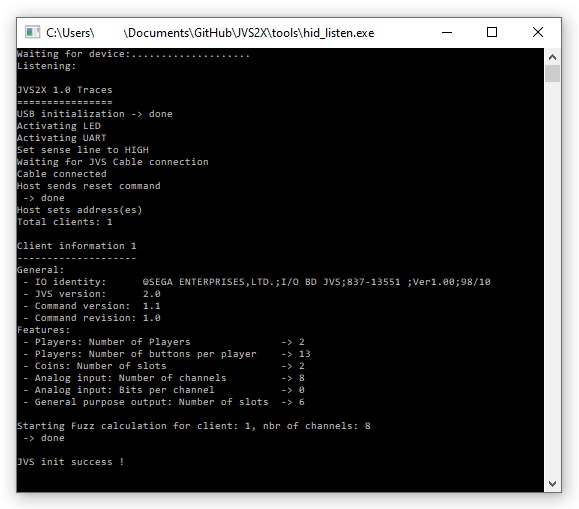 C:\Users\        \Documents\GitHub\JVS2X\tools\hid_listen.exe
Waiting for device:....................
Listening:
JVS2X 1.0 Traces
================
USB initialization -> done
Activating LED
Activating UART
Set sense line to HIGH
Waiting for JVS Cable connection
Cable connected
Host sends reset command
 -> done
Host sets address(es)
Total clients: 1
Client information 1
--------------------
General:
 - IO identity:      @SEGA ENTERPRISES,LTD.;I/O BD JVS;837-13551 ;Ver1.00;98/10
 - JVS version:      2.0
 - Command version:  1.1
 - Command revision: 1.0
Features:
 - Players: Number of Players               -> 2
 - Players: Number of buttons per player    -> 13
 - Coins: Number of slots                   -> 2
 - Analog input: Number of channels         -> 8
 - Analog input: Bits per channel           -> 0
 - General purpose output: Number of slots  -> 6
Starting Fuzz calculation for client: 1, nbr of channels: 8
 -> done
JVS init success !